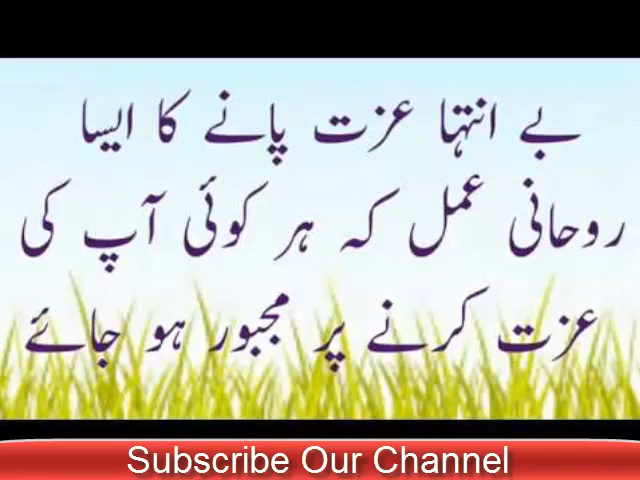 بے انتہا عزت پانے کا ایسا
روحانی عمل کہ ہر کوئی آپ کی
عزت کرنے پر مجبور ہو جائے
Subscribe Our Channel